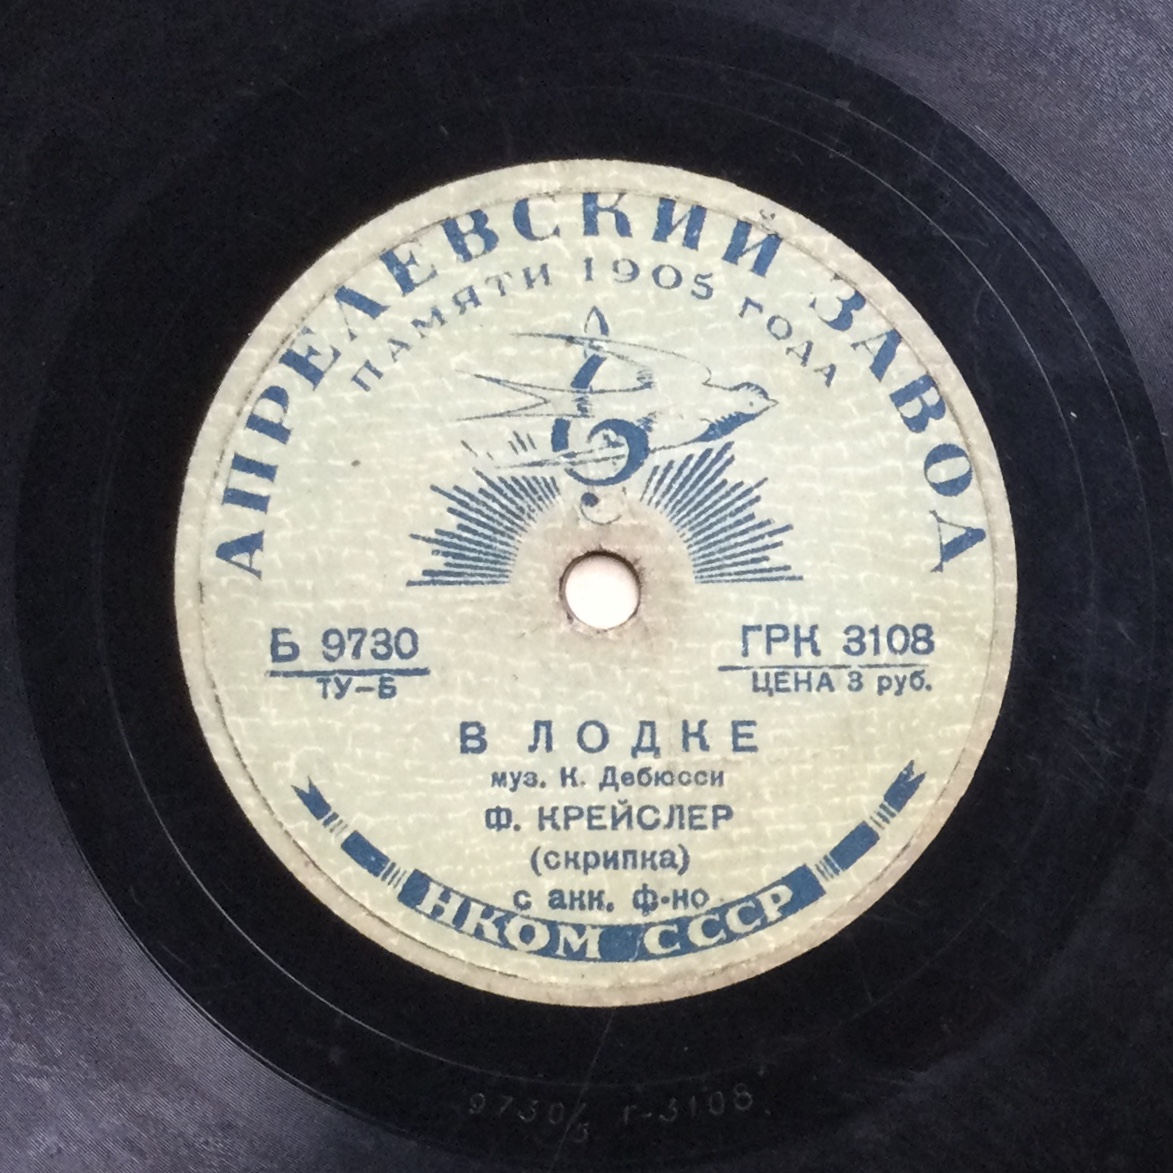 АПРЕЛЕВСКИЙ ЗАВОД
ПАМЯТИ 1905 ГОДА
Б 9730
ТУ–Б
ГРК 3108
ЦЕНА 3 руб.
В ЛОДКЕ
муз. К. Дебюсси
Ф. КРЕЙСЛЕР
(скрипка)
с акк. ф-но
НКОМ СССР
9730/5 г-3108.